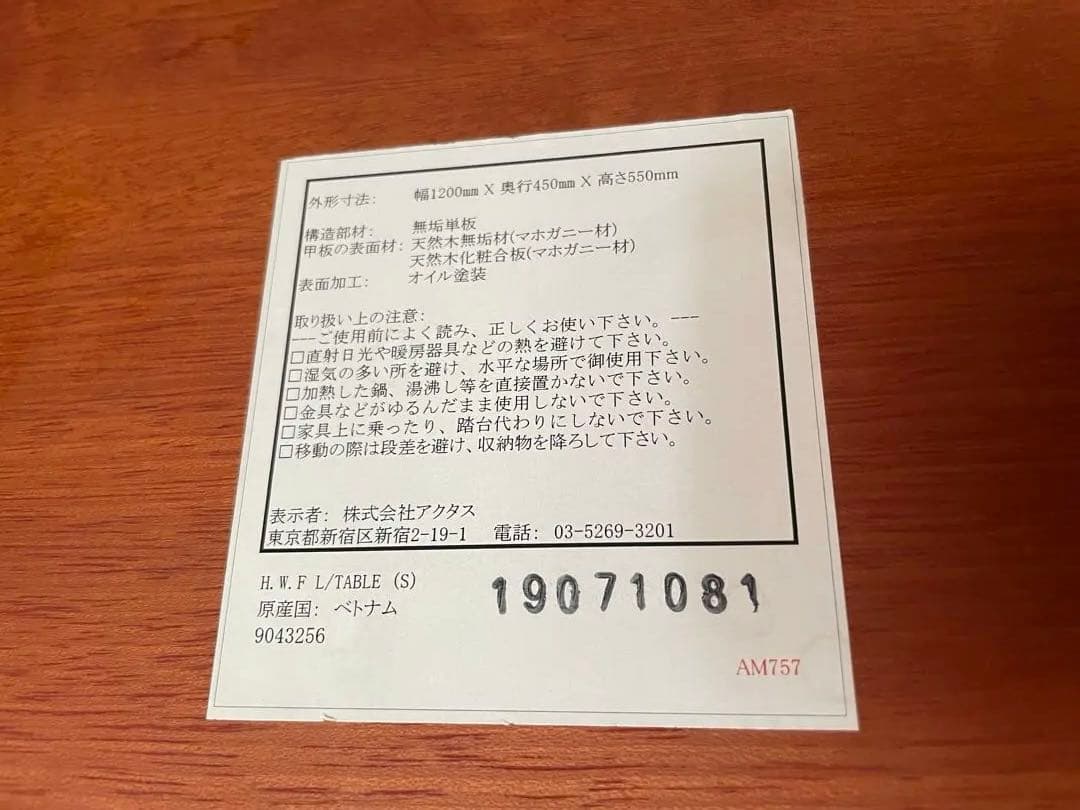 外形寸法: 幅1200㎜ X 奥行450㎜ X 高さ550mm
構造部材: 無垢単板
甲板の表面材: 天然木無垢材(マホガニー材)
天然木化粧合板(マホガニー材)
表面加工: オイル塗装
取り扱い上の注意:
---ご使用前によく読み、正しくお使い下さい。---
□直射日光や暖房器具などの熱を避けて下さい。
□湿気の多い所を避け、水平な場所で御使用下さい。
□加熱した鍋、湯沸し等を直接置かないで下さい。
□金具などがゆるんだまま使用しないで下さい。
□家具上に乗ったり、踏台代わりにしないで下さい。
□移動の際は段差を避け、収納物を降ろして下さい。
表示者: 株式会社アクタス
東京都新宿区新宿2-19-1 電話: 03-5269-3201
H.W.F L/TABLE (S)
原産国: ベトナム
9043256
19071081
AM757